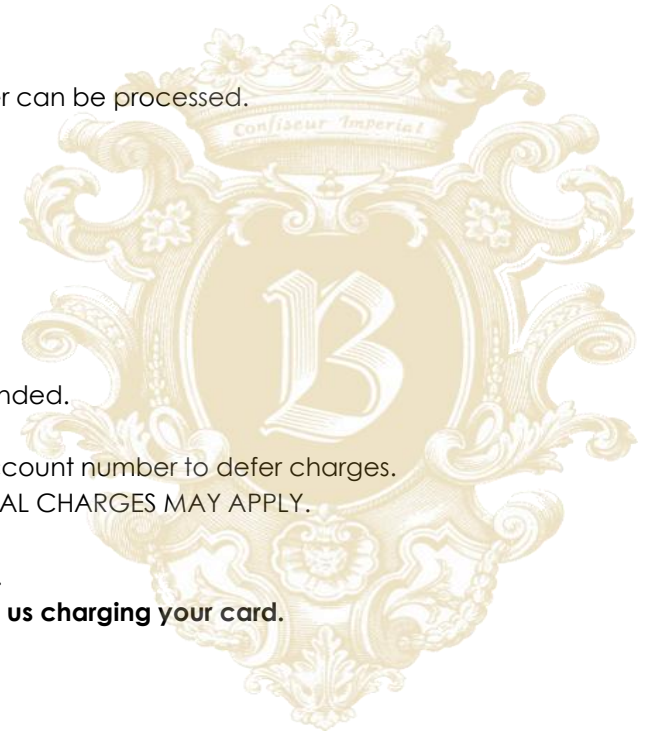 r can be processed.
Confiseur Imperial
B
nded.
count number to defer charges.
AL CHARGES MAY APPLY.
.
us charging your card.